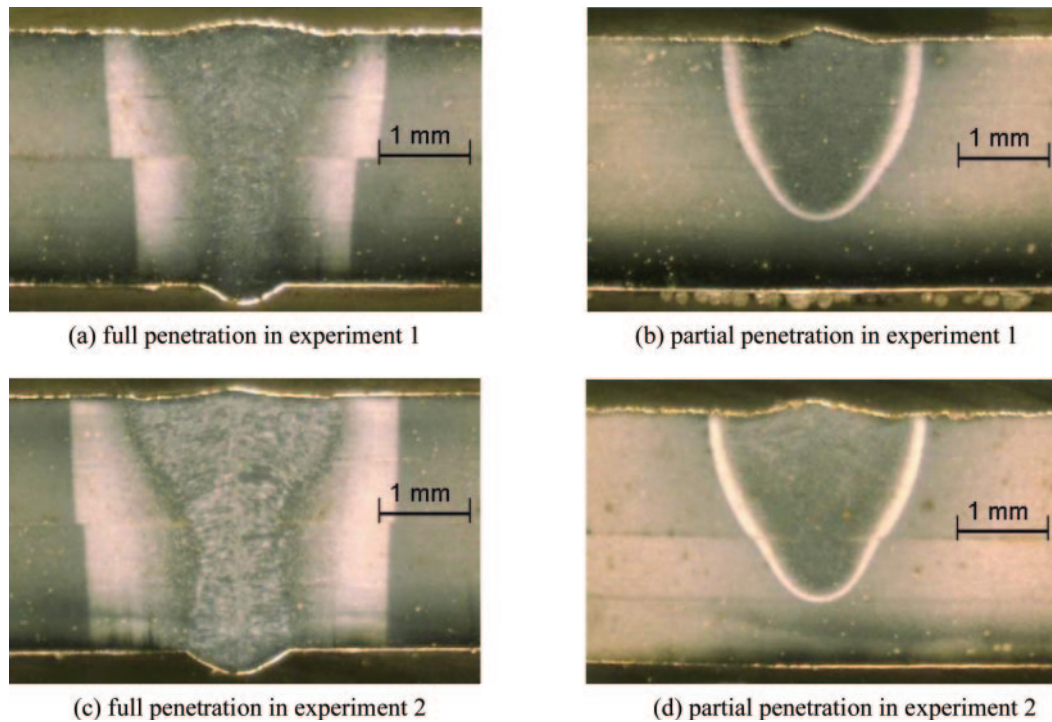 1 mm
1 mm
(a) full penetration in experiment 1
(b) partial penetration in experiment 1
1 mm
1 mm
(c) full penetration in experiment 2
(d) partial penetration in experiment 2